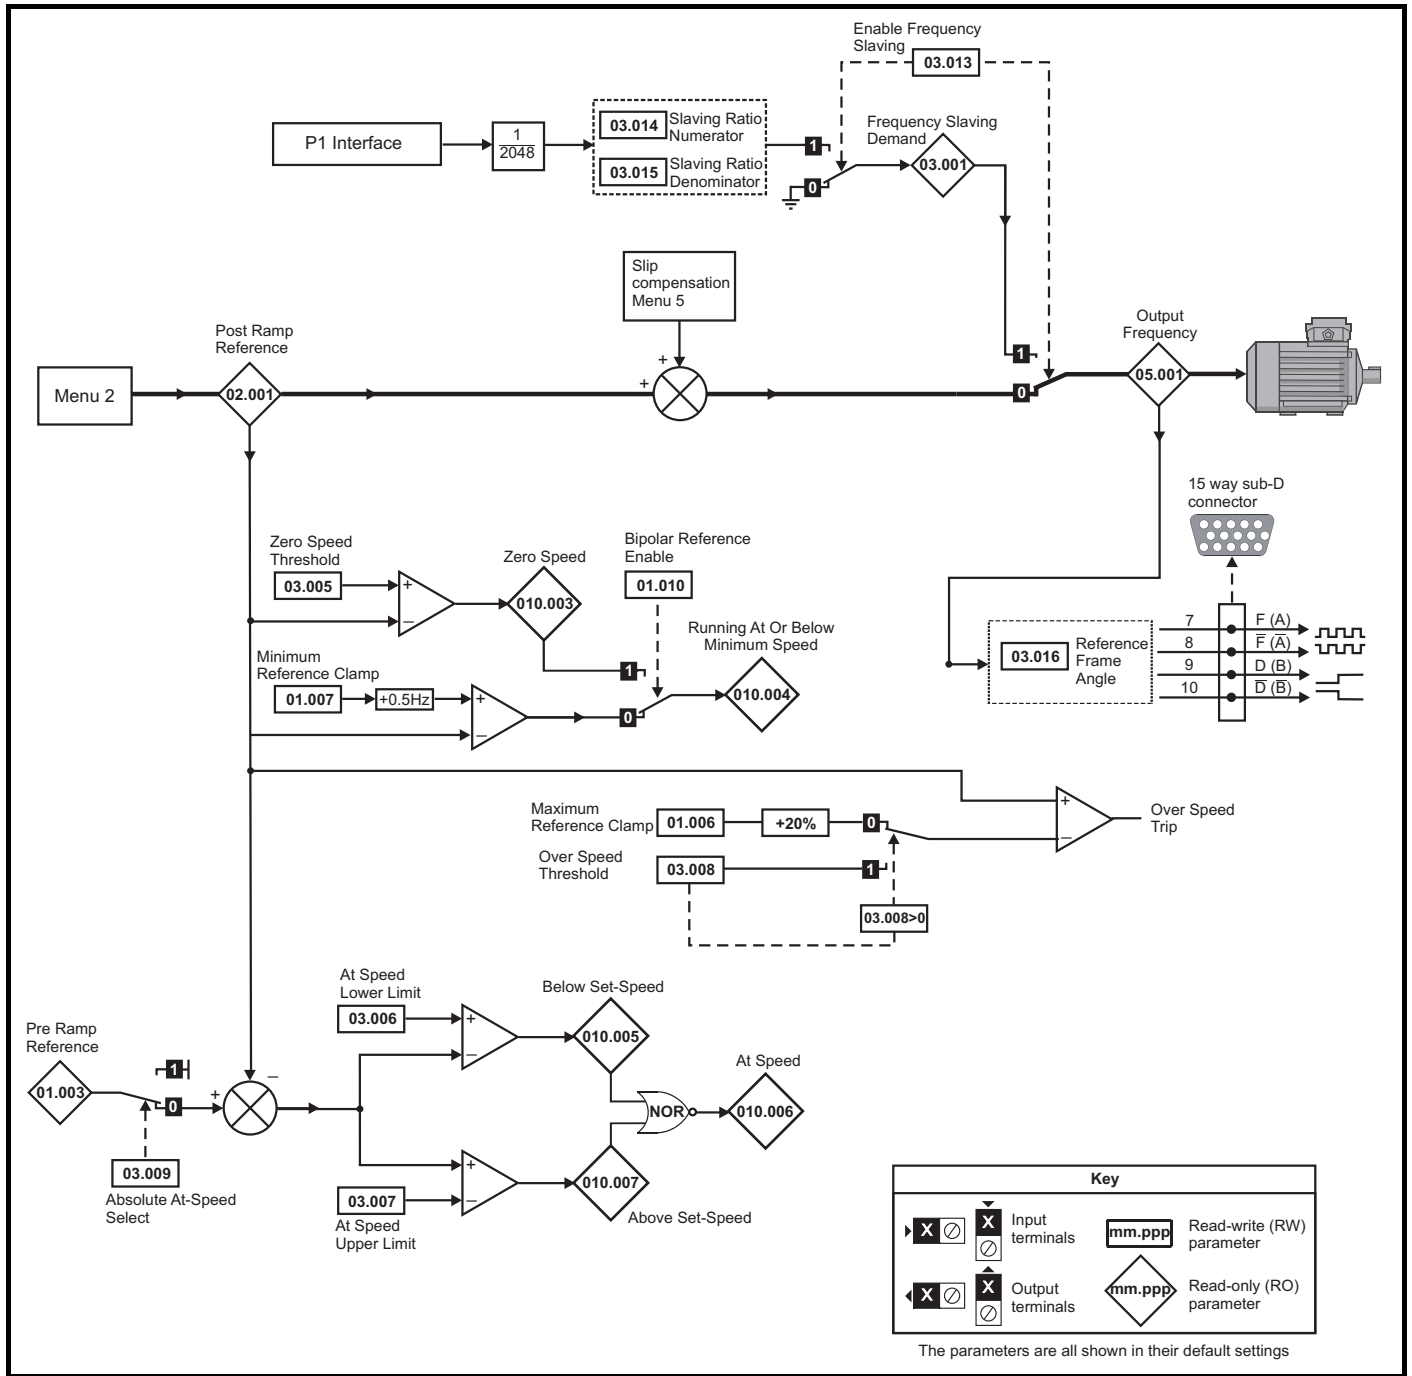 Enable Frequency
Slaving
03.013
P1 Interface
1
2048
03.014
Slaving Ratio
Numerator
03.015
Slaving Ratio
Denominator
1
0
Frequency Slaving
Demand
03.001
Slip
compensation
Menu 5
Menu 2
Post Ramp
Reference
02.001
+
+
1
0
Output
Frequency
05.001
15 way sub-D
connector
03.016
Reference
Frame
Angle
7
F (A)
8
F̅ (A̅)
9
D (B)
10
D̅ (B̅)
Zero Speed
Threshold
03.005
+
–
Zero Speed
010.003
Bipolar Reference
Enable
01.010
Minimum
Reference Clamp
01.007
+0.5Hz
+
–
1
0
Running At Or Below
Minimum Speed
010.004
Maximum
Reference Clamp
01.006
+20%
0
Over Speed
Threshold
03.008
1
03.008>0
+
–
Over Speed
Trip
Pre Ramp
Reference
01.003
1
0
03.009
Absolute At-Speed
Select
+
–
At Speed
Lower Limit
03.006
+
–
Below Set-Speed
010.005
03.007
At Speed
Upper Limit
+
–
010.007
Above Set-Speed
NOR
At Speed
010.006
Key
X
X
Input
terminals
mm.ppp
Read-write (RW)
parameter
X
X
Output
terminals
mm.ppp
Read-only (RO)
parameter
The parameters are all shown in their default settings